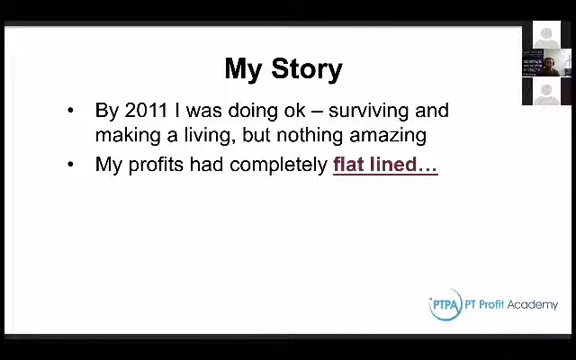 My Story
• By 2011 I was doing ok – surviving and
making a living, but nothing amazing
• My profits had completely flat lined…
PTPA PT Profit Academy